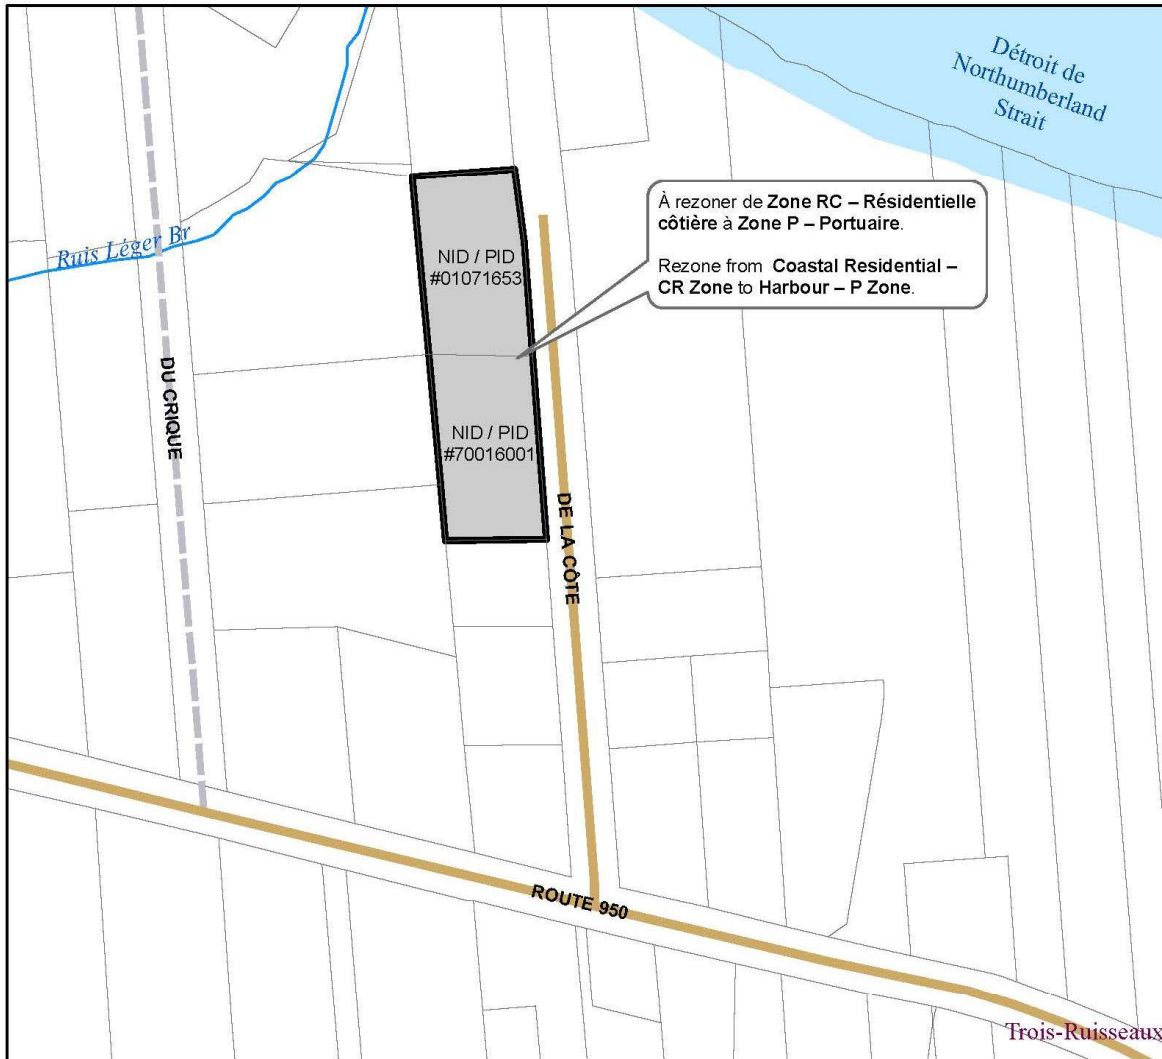 Détroit de
Northumberland
Strait
À rezoner de Zone RC – Résidentielle
côtière à Zone P – Portuaire.
Rezone from Coastal Residential –
CR Zone to Harbour – P Zone.
Ruis Léger Br
NID / PID
#01071653
DU CRIQUE
NID / PID
#70016001
DE LA CÔTE
ROUTE 950
Trois-Ruisseaux